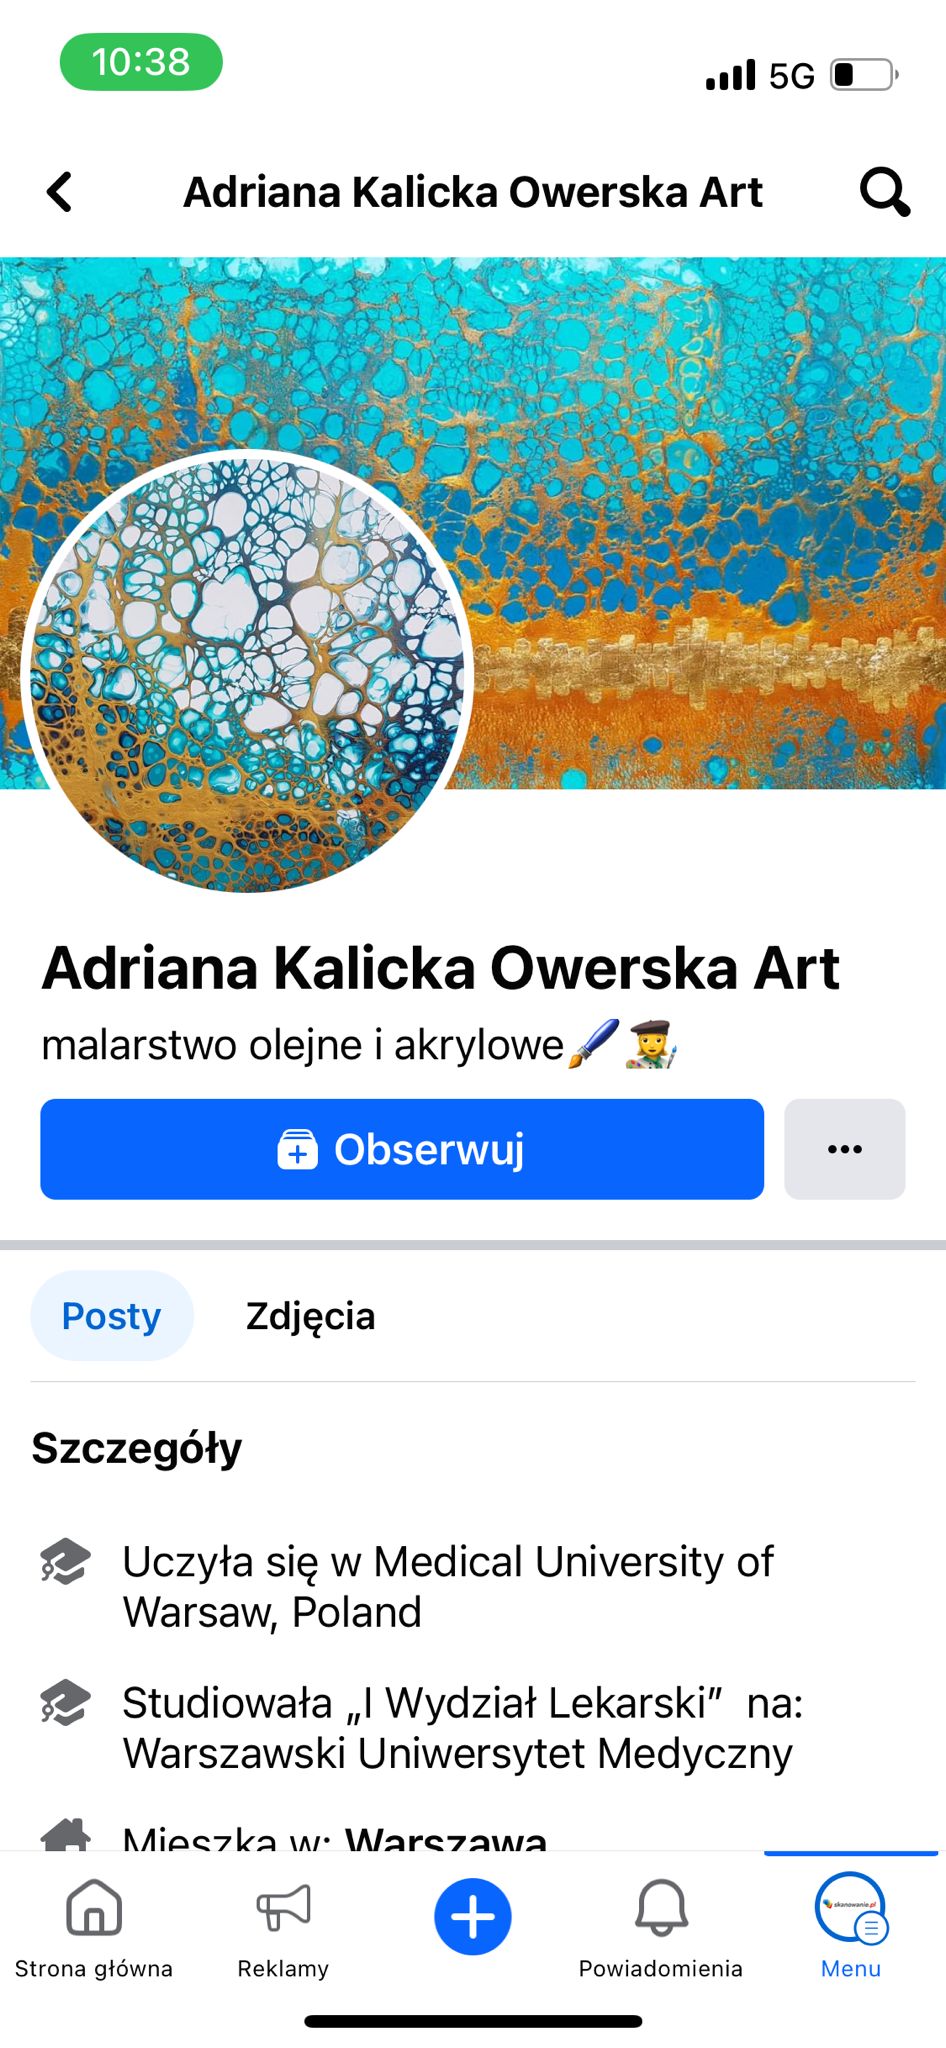 10:38
5G
Adriana Kalicka Owerska Art
Adriana Kalicka Owerska Art
malarstwo olejne i akrylowe🖌️👩‍🎨
Obserwuj
Posty
Zdjęcia
Szczegóły
Uczyła się w Medical University of
Warsaw, Poland
Studiowała „I Wydział Lekarski” na:
Warszawski Uniwersytet Medyczny
Mieszka w: Warszawa
skanowanie.pl
Strona główna
Reklamy
Powiadomienia
Menu